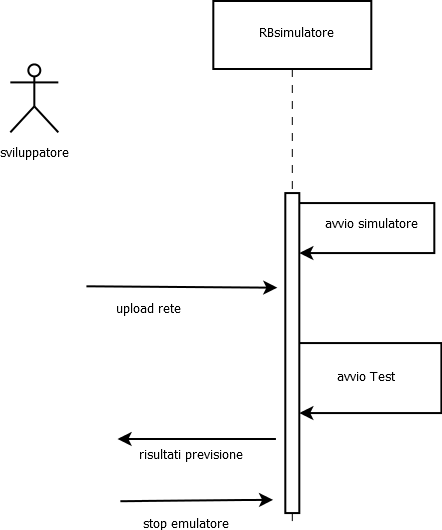 RBsimulatore
sviluppatore
avvio simulatore
upload rete
avvio Test
risultati previsione
stop emulatore